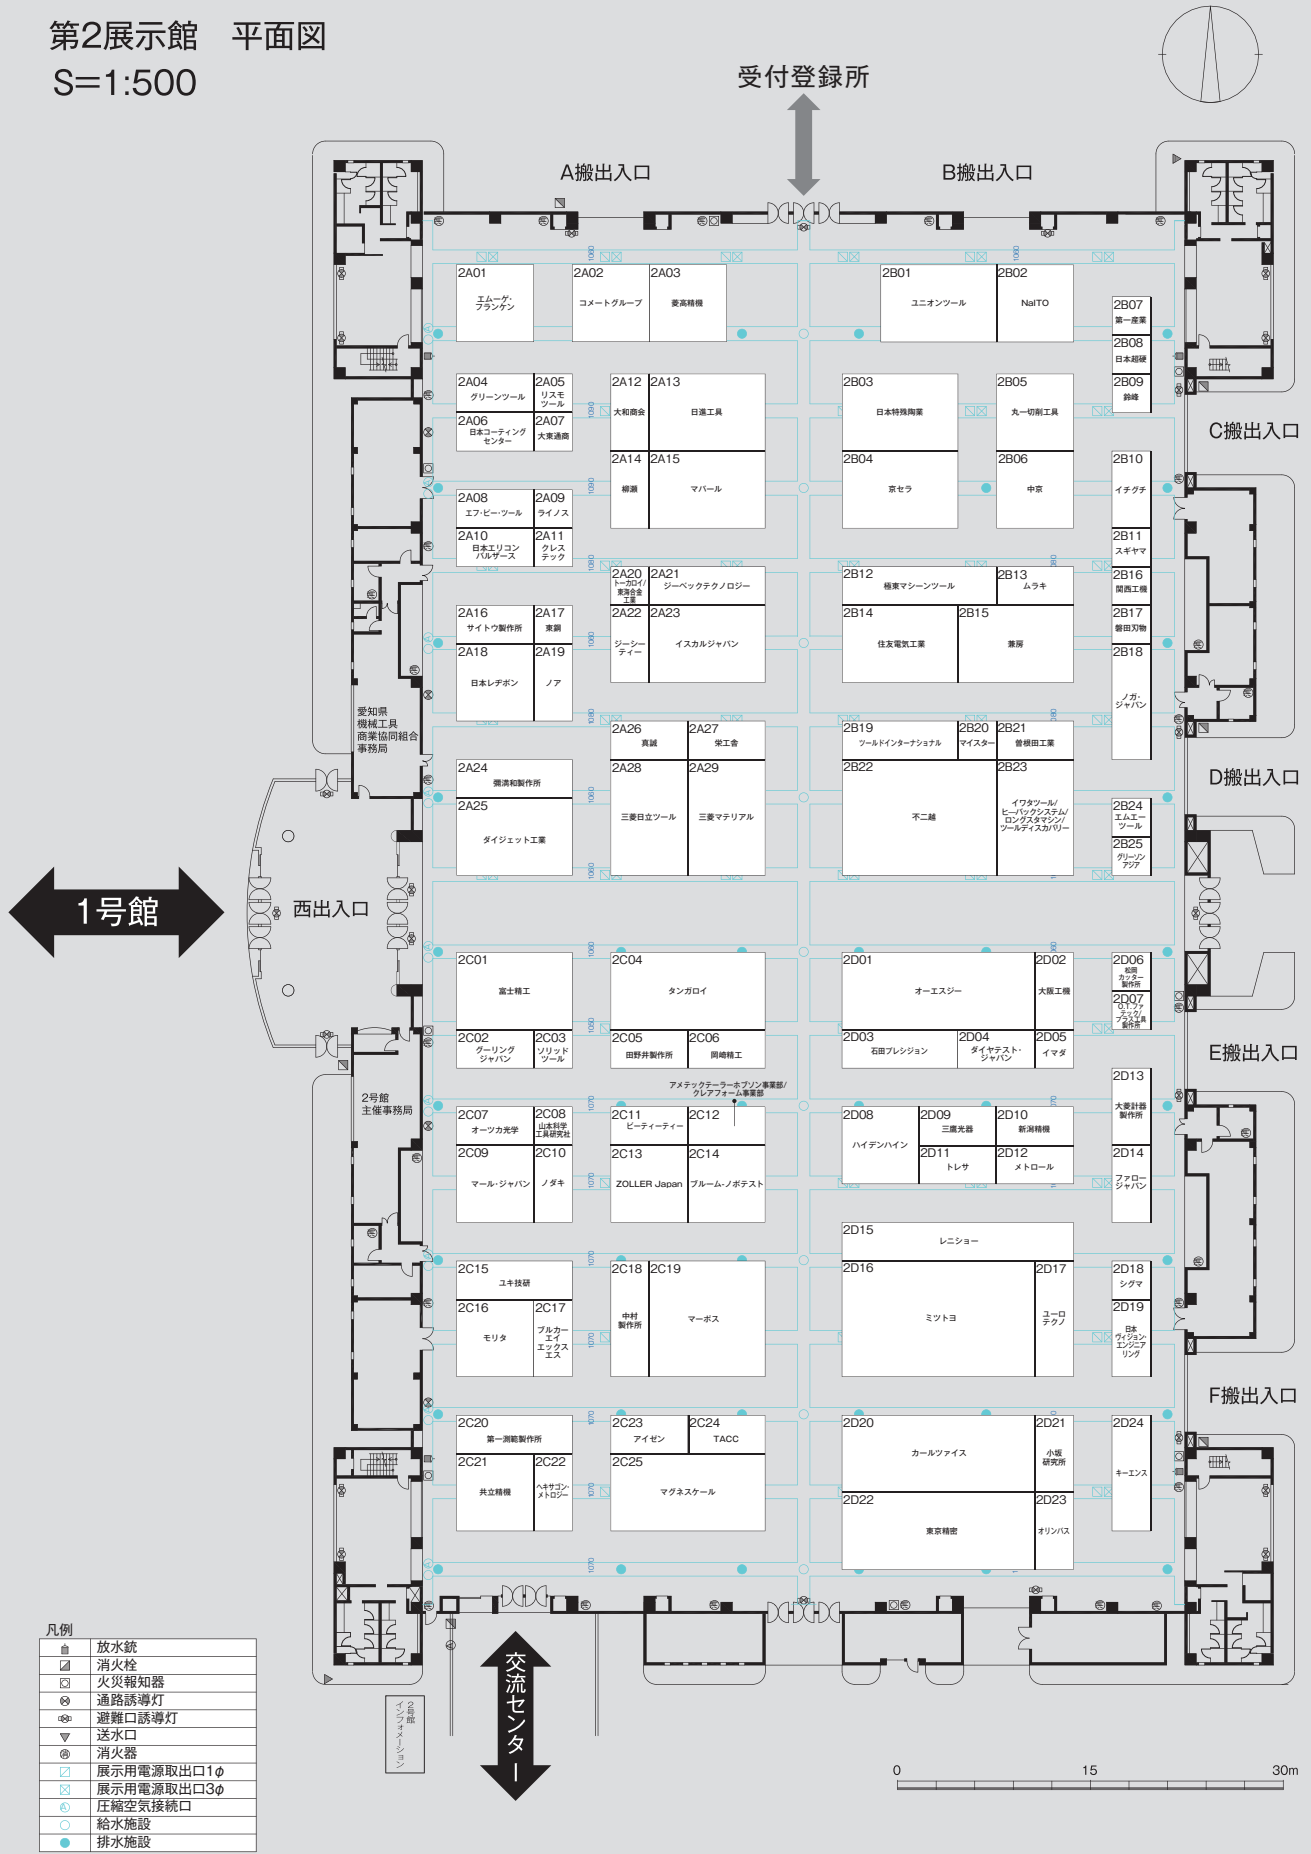 第2展示館　平面図
S=1:500
受付登録所
A搬出入口
B搬出入口
2A01
エムーゲ・
フランケン
2A02
コメートグループ
2A03
菱高精機
2B01
ユニオンツール
2B02
NaITO
2B07
第一産業
2B08
日本超硬
2B09
鈴峰
C搬出入口
2A04
グリーンツール
2A05
リスモ
ツール
2A06
日本コーティング
センター
2A07
大東通商
2A12
大和商会
2A13
日進工具
2A14
柳瀬
2A15
マパール
2B03
日本特殊陶業
2B05
丸一切削工具
2B04
京セラ
2B06
中京
2B10
イチグチ
2B11
スギヤマ
2B16
関西工機
2B17
磐田刃物
2B18
ノガ・
ジャパン
2A08
エフ・ピー・ツール
2A09
ライノス
2A10
日本エリコン
バルザース
2A11
クレス
テック
2A20
トーカロイ/
東海合金
工業
2A21
ジーベックテクノロジー
2A22
ジーシー
ティー
2A23
イスカルジャパン
2B12
極東マシーンツール
2B13
ムラキ
2B14
住友電気工業
2B15
兼房
2A16
サイトウ製作所
2A17
東鋼
2A18
日本レヂボン
2A19
ノア
愛知県
機械工具
商業協同組合
事務局
2A26
真誠
2A27
栄工舎
2A28
三菱日立ツール
2A29
三菱マテリアル
2B19
ツールドインターナショナル
2B20
マイスター
2B21
曽根田工業
2B22
不二越
2B23
イワタツール/
ビーバックシステム/
ロングスタマシン/
ツールディスカバリー
D搬出入口
2A24
彌満和製作所
2A25
ダイジェット工業
2B24
エムエー
ツール
2B25
グリーソン
アジア
1号館
西出入口
2C01
富士精工
2C02
グーリング
ジャパン
2C03
ソリッド
ツール
2C04
タンガロイ
2C05
田野井製作所
2C06
岡﨑精工
2D01
オーエスジー
2D02
大阪工機
2D03
石田プレシジョン
2D04
ダイヤテスト・
ジャパン
2D05
イマダ
2D06
松岡
カッター
製作所
2D07
O.T.ファ
テック/
プラス工具
製作所
E搬出入口
2号館
主催事務局
アメテックテーラーホブソン事業部/
クレアフォーム事業部
2C07
オーツカ光学
2C08
山本科学
工具研究社
2C09
マール・ジャパン
2C10
ノダキ
2C11
ビーティーティー
2C12
2C13
ZOLLER Japan
2C14
ブルーム-ノボテスト
2D08
ハイデンハイン
2D09
三鷹光器
2D10
新潟精機
2D11
トレサ
2D12
メトロール
2D13
大菱計器
製作所
2D14
ファロー
ジャパン
2D15
レニショー
2D16
ミツトヨ
2D17
ユーロ
テクノ
2D18
シグマ
2D19
日本
ヴィジョン・
エンジニア
リング
2C15
ユキ技研
2C16
モリタ
2C17
ブルカー
エイ
エックス
エス
2C18
中村
製作所
2C19
マーポス
F搬出入口
2C20
第一測範製作所
2C21
共立精機
2C22
ヘキサゴン・
メトロジー
2C23
アイゼン
2C24
TACC
2C25
マグネスケール
2D20
カールツァイス
2D21
小坂
研究所
2D22
東京精密
2D23
オリンパス
2D24
キーエンス
交流センター
2号館
インフォメーション
凡例
放水銃
消火栓
火災報知器
通路誘導灯
避難口誘導灯
送水口
消火器
展示用電源取出口1φ
展示用電源取出口3φ
圧縮空気接続口
給水施設
排水施設
0 15 30m